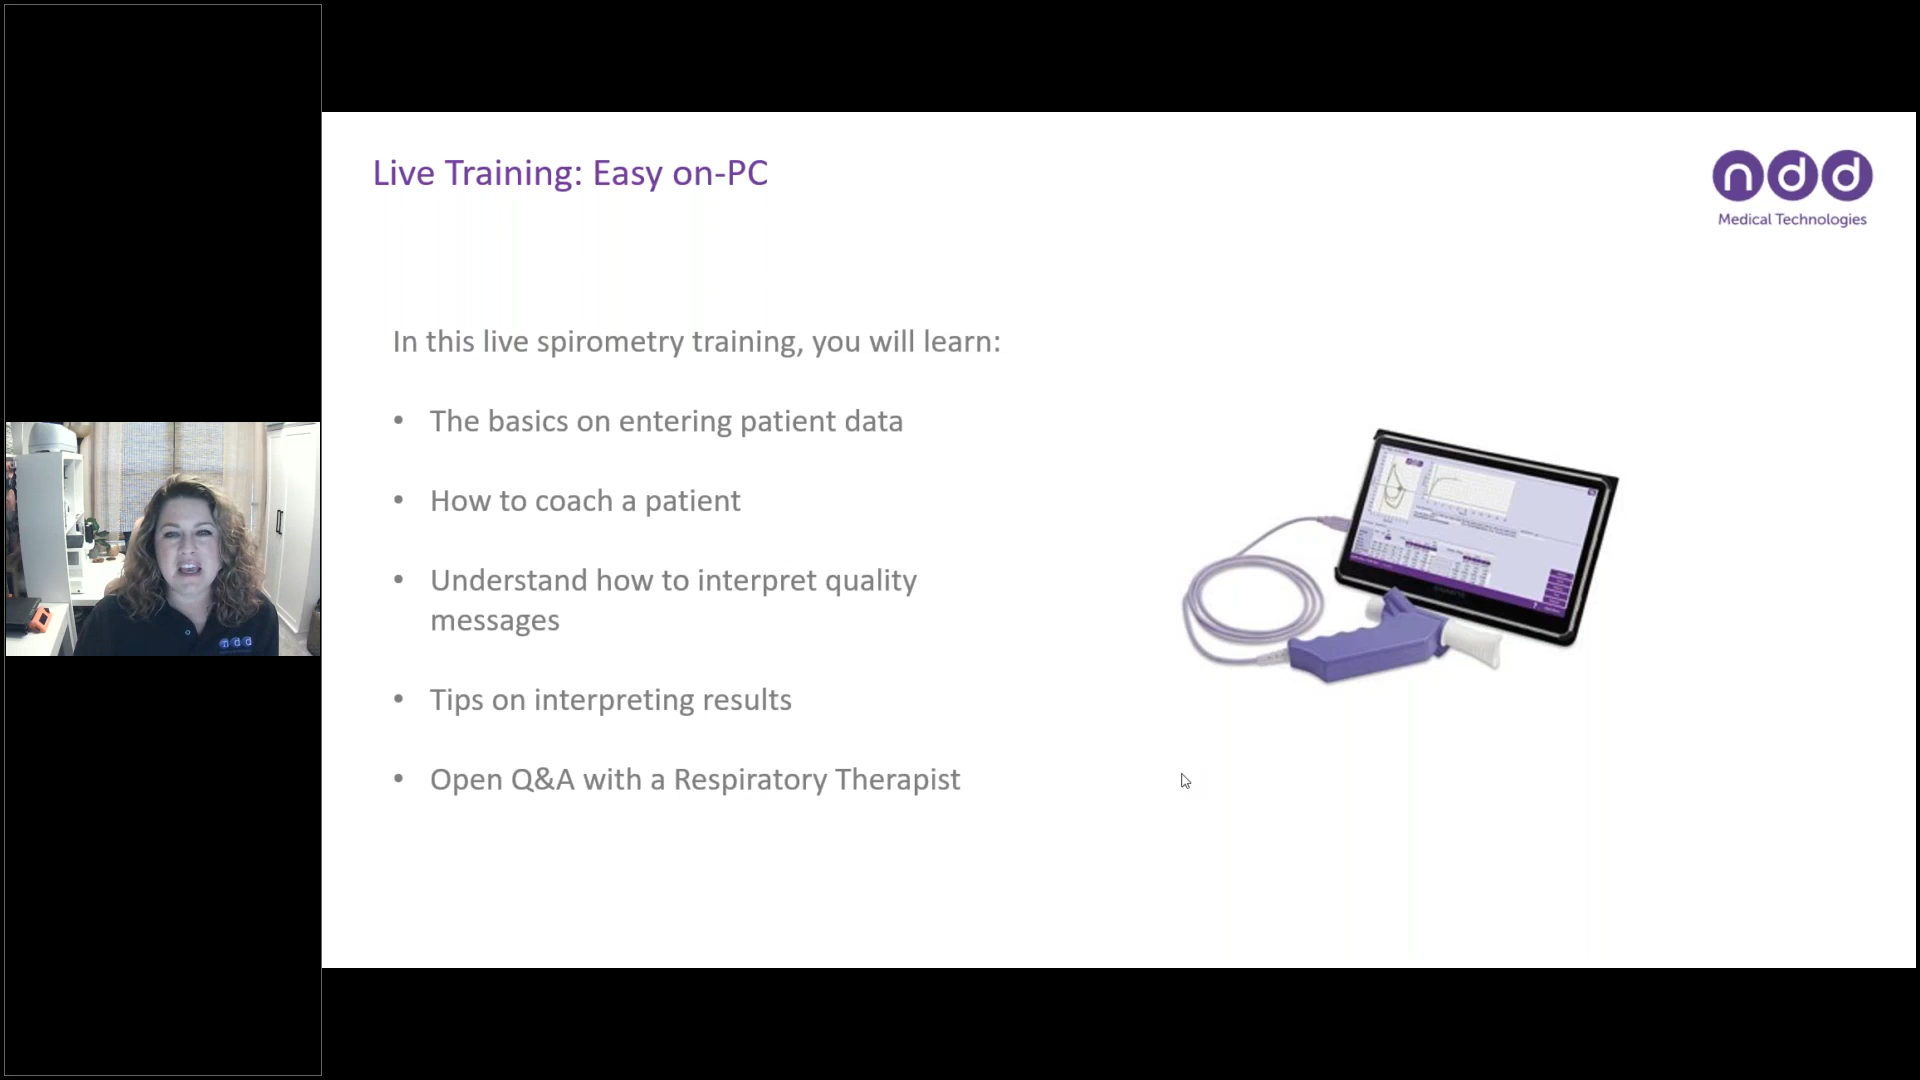 Live Training: Easy on-PC
ndd
Medical Technologies
In this live spirometry training, you will learn:
• The basics on entering patient data
• How to coach a patient
• Understand how to interpret quality
messages
• Tips on interpreting results
• Open Q&A with a Respiratory Therapist
ndd